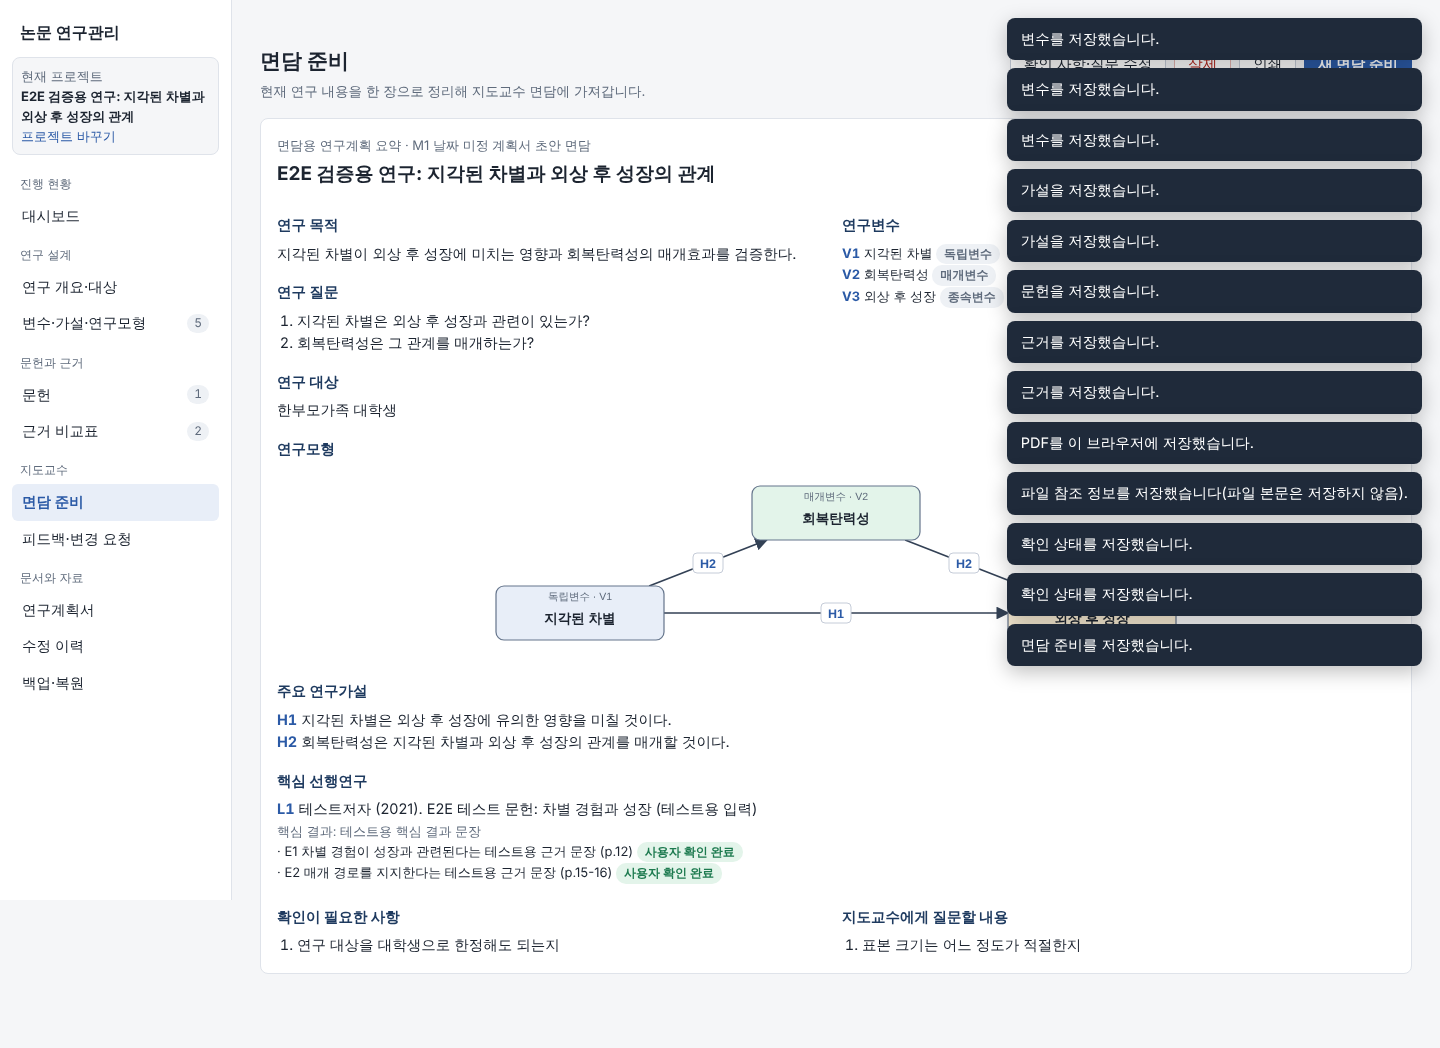 논문 연구관리
현재 프로젝트
E2E 검증용 연구: 지각된 차별과
외상 후 성장의 관계
프로젝트 바꾸기
진행 현황
대시보드
연구 설계
연구 개요·대상
변수·가설·연구모형 5
문헌과 근거
문헌 1
근거 비교표 2
지도교수
면담 준비
피드백·변경 요청
문서와 자료
연구계획서
수정 이력
백업·복원
면담 준비
현재 연구 내용을 한 장으로 정리해 지도교수 면담에 가져갑니다.
확인 사항·질문 수정 삭제 인쇄 새 면담 준비
면담용 연구계획 요약 · M1 날짜 미정 계획서 초안 면담
E2E 검증용 연구: 지각된 차별과 외상 후 성장의 관계
연구 목적
지각된 차별이 외상 후 성장에 미치는 영향과 회복탄력성의 매개효과를 검증한다.
연구 질문
1. 지각된 차별은 외상 후 성장과 관련이 있는가?
2. 회복탄력성은 그 관계를 매개하는가?
연구 대상
한부모가족 대학생
연구변수
V1 지각된 차별 독립변수
V2 회복탄력성 매개변수
V3 외상 후 성장 종속변수
연구모형
매개변수 · V2
회복탄력성
H2
H2
독립변수 · V1
지각된 차별
H1
외상 후 성장
주요 연구가설
H1 지각된 차별은 외상 후 성장에 유의한 영향을 미칠 것이다.
H2 회복탄력성은 지각된 차별과 외상 후 성장의 관계를 매개할 것이다.
핵심 선행연구
L1 테스트저자 (2021). E2E 테스트 문헌: 차별 경험과 성장 (테스트용 입력)
핵심 결과: 테스트용 핵심 결과 문장
· E1 차별 경험이 성장과 관련된다는 테스트용 근거 문장 (p.12) 사용자 확인 완료
· E2 매개 경로를 지지한다는 테스트용 근거 문장 (p.15-16) 사용자 확인 완료
확인이 필요한 사항
1. 연구 대상을 대학생으로 한정해도 되는지
지도교수에게 질문할 내용
1. 표본 크기는 어느 정도가 적절한지
변수를 저장했습니다.
변수를 저장했습니다.
변수를 저장했습니다.
가설을 저장했습니다.
가설을 저장했습니다.
문헌을 저장했습니다.
근거를 저장했습니다.
근거를 저장했습니다.
PDF를 이 브라우저에 저장했습니다.
파일 참조 정보를 저장했습니다(파일 본문은 저장하지 않음).
확인 상태를 저장했습니다.
확인 상태를 저장했습니다.
면담 준비를 저장했습니다.